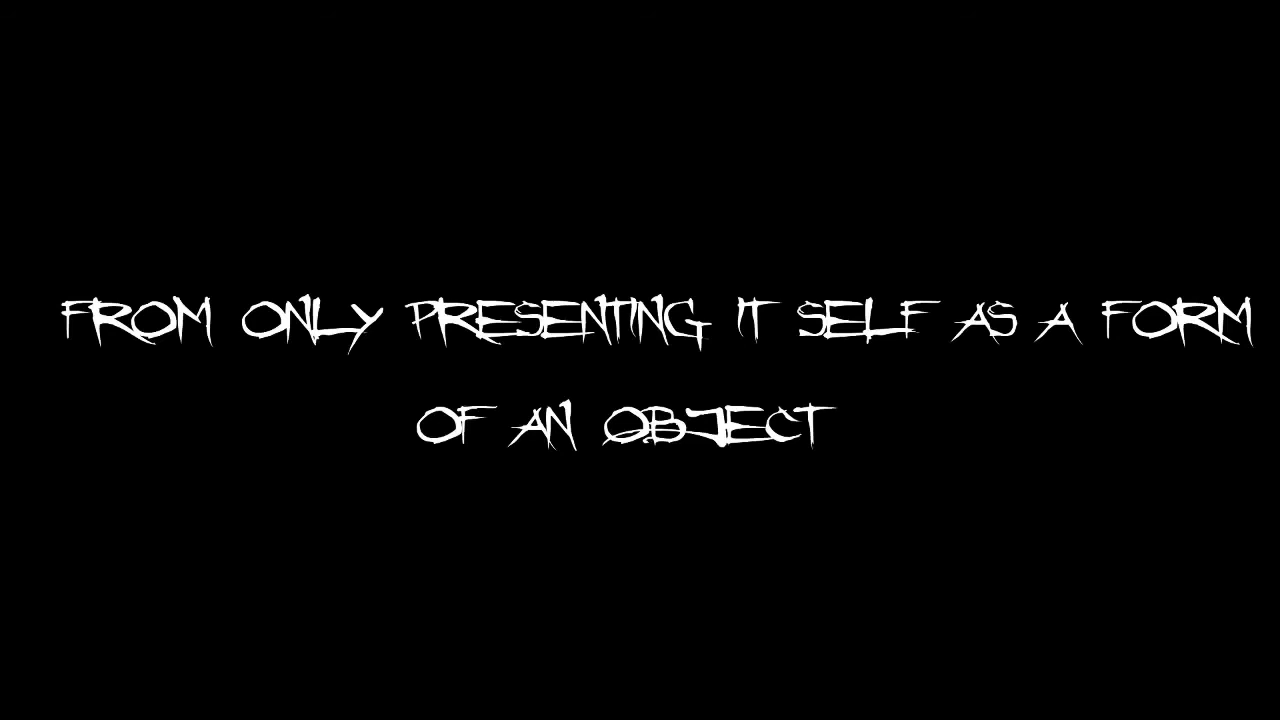 FROM ONLY PRESENTING IT SELF AS A FORM
OF AN OBJECT